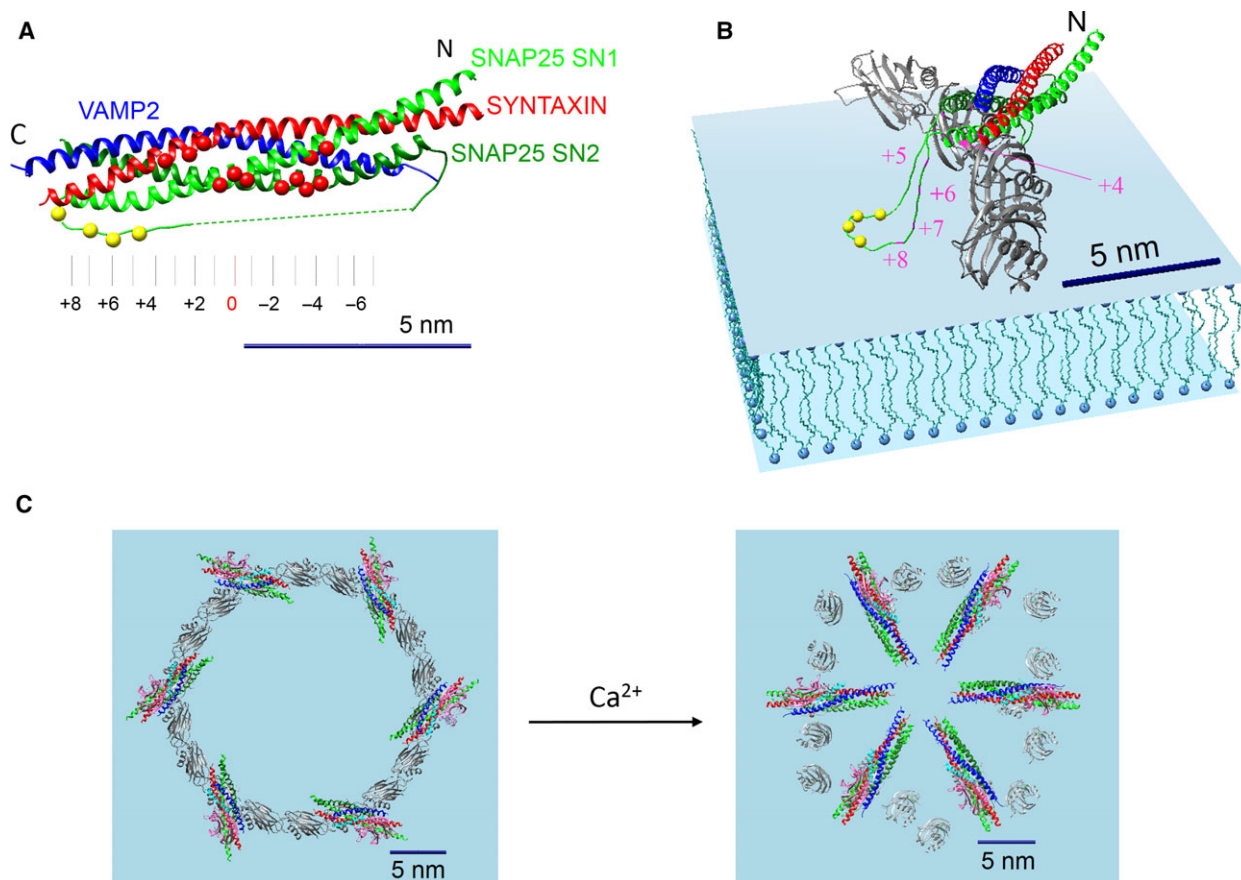 A
N
SNAP25 SN1
VAMP2
SYNTAXIN
C
SNAP25 SN2
+8 +6 +4 +2 0 −2 −4 −6
5 nm
B
N
+5
+4
+6
+7
+8
5 nm
C
Ca2+
5 nm
5 nm